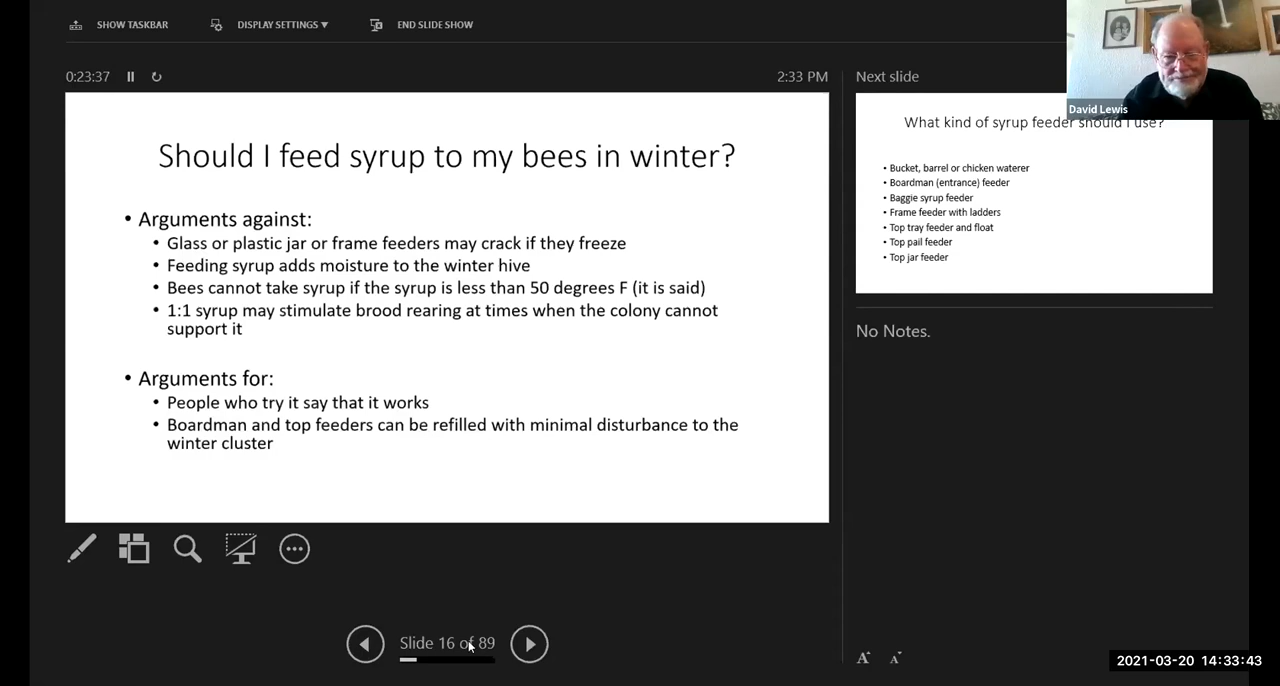 SHOW TASKBAR
DISPLAY SETTINGS ▼
END SLIDE SHOW
0:23:37
2:33 PM
Should I feed syrup to my bees in winter?
• Arguments against:
• Glass or plastic jar or frame feeders may crack if they freeze
• Feeding syrup adds moisture to the winter hive
• Bees cannot take syrup if the syrup is less than 50 degrees F (it is said)
• 1:1 syrup may stimulate brood rearing at times when the colony cannot
support it
• Arguments for:
• People who try it say that it works
• Boardman and top feeders can be refilled with minimal disturbance to the
winter cluster
Slide 16 of 89
Next slide
David Lewis
What kind of syrup feeder should I use?
• Bucket, barrel or chicken waterer
• Boardman (entrance) feeder
• Baggie syrup feeder
• Frame feeder with ladders
• Top tray feeder and float
• Top pail feeder
• Top jar feeder
No Notes.
A A
2021-03-20 14:33:43